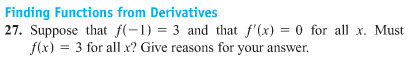 Finding Functions from Derivatives
27. Suppose that f(−1) = 3 and that f′(x) = 0 for all x. Must
f(x) = 3 for all x? Give reasons for your answer.